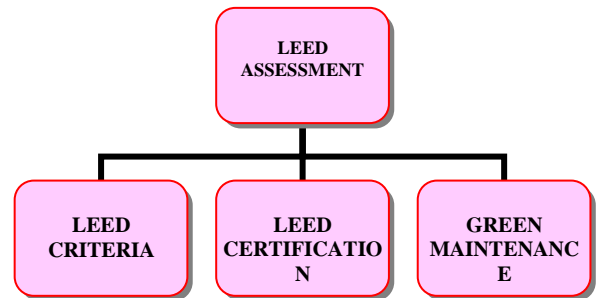 LEED
ASSESSMENT
LEED
CRITERIA
LEED
CERTIFICATIO
N
GREEN
MAINTENANC
E